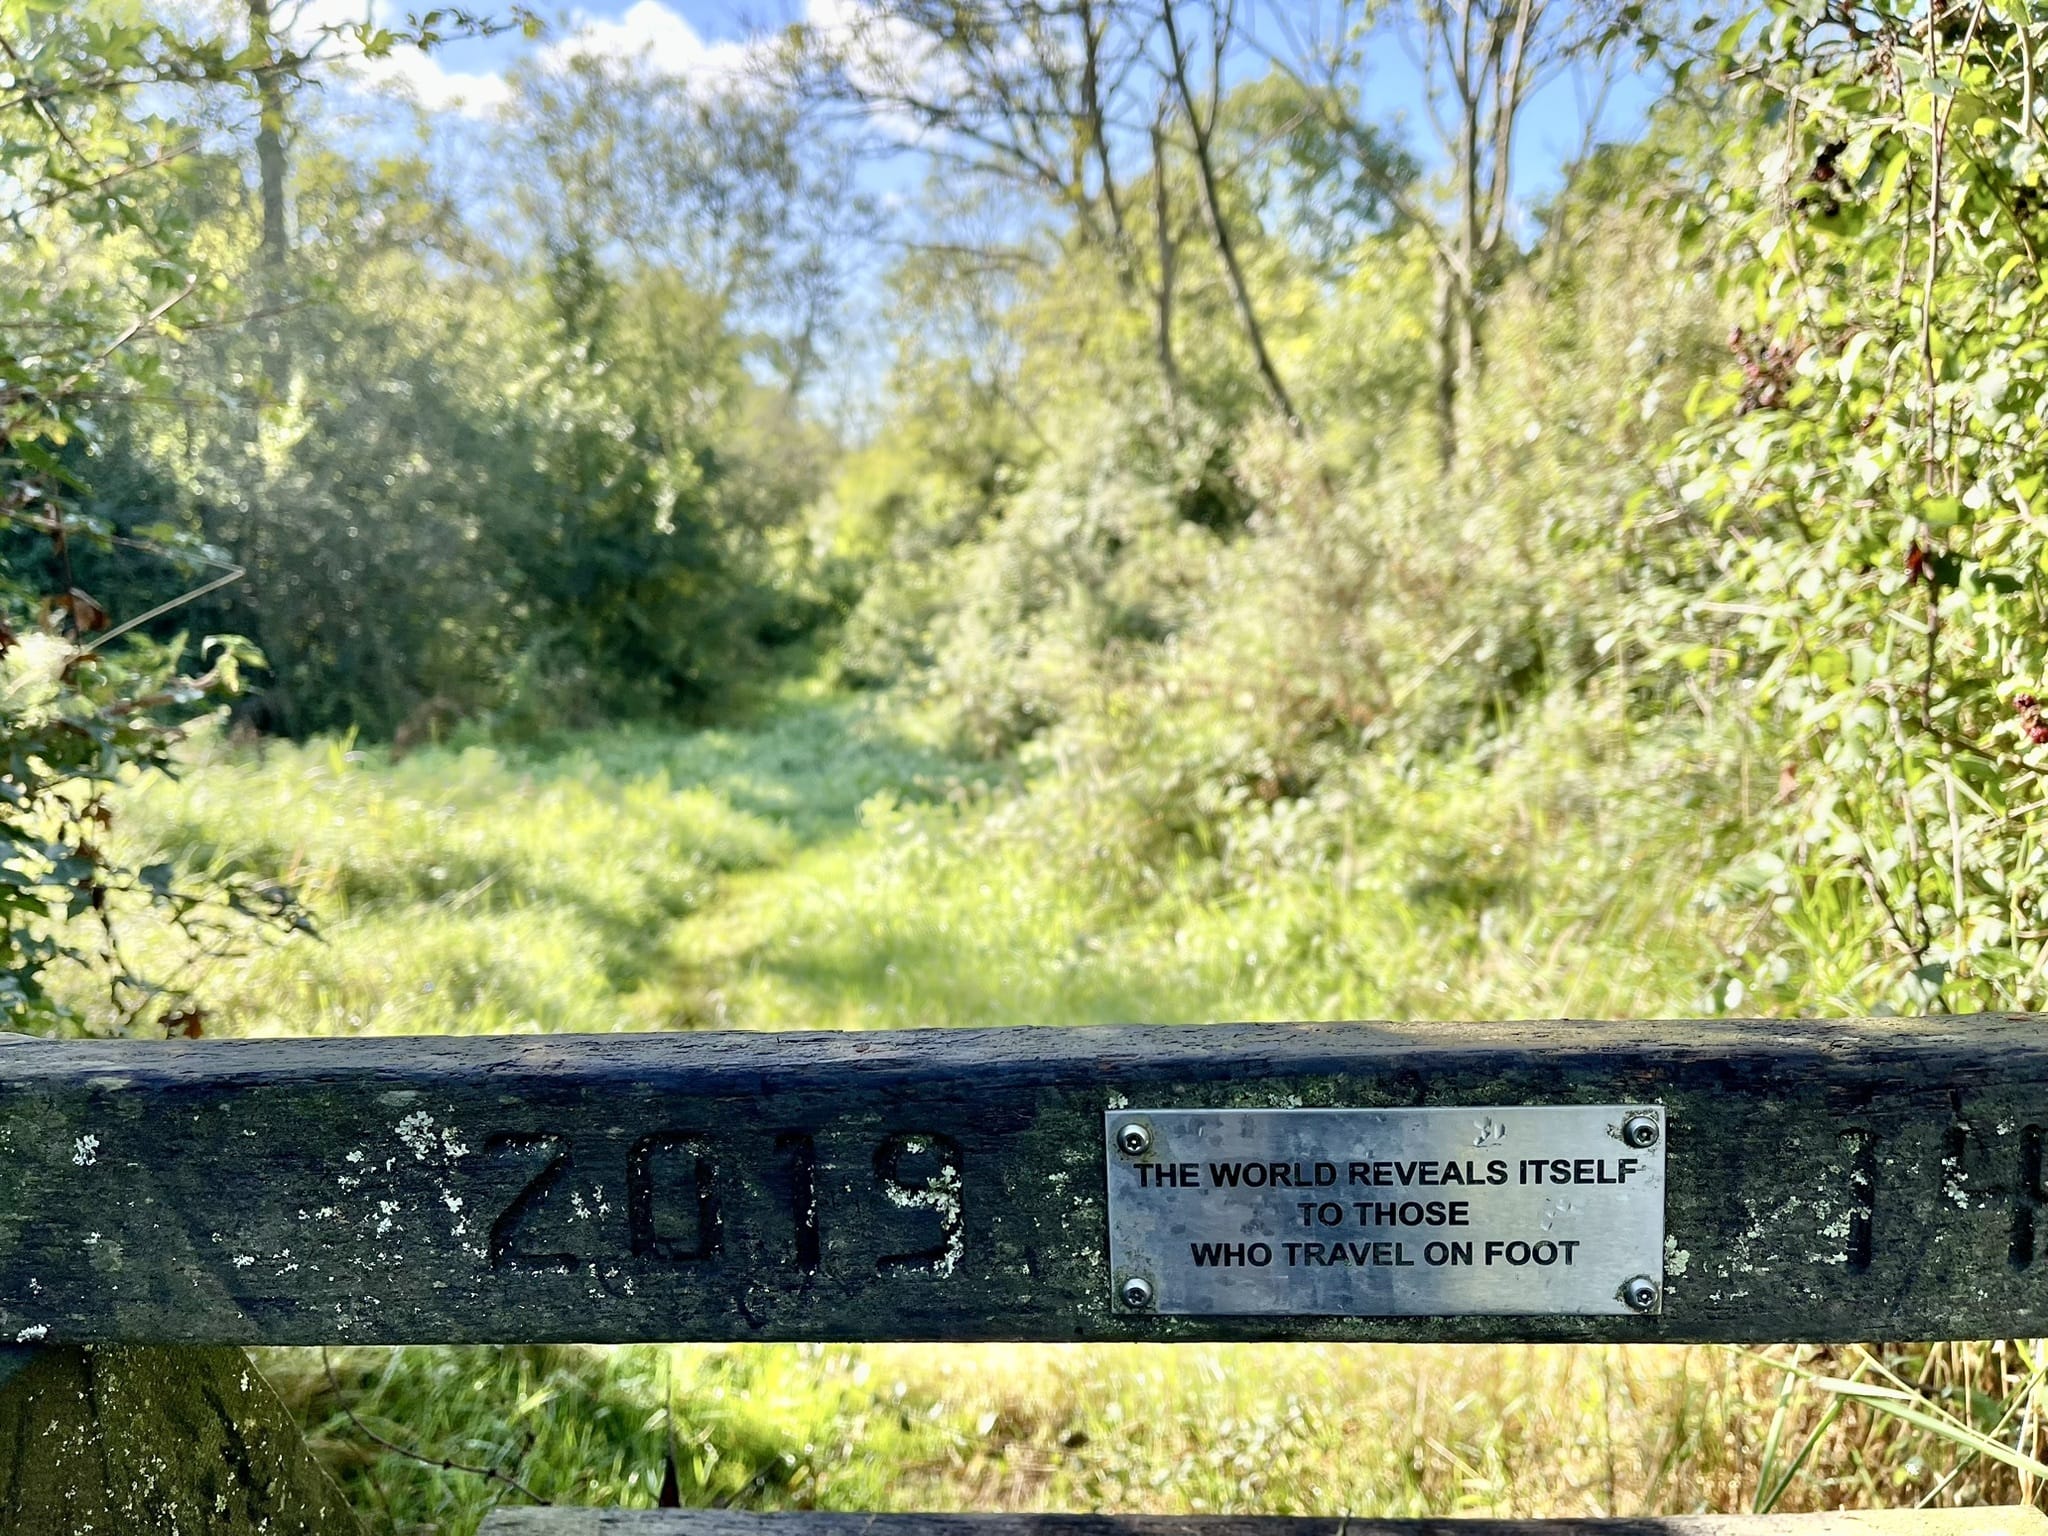 2019
THE WORLD REVEALS ITSELF
TO THOSE
WHO TRAVEL ON FOOT